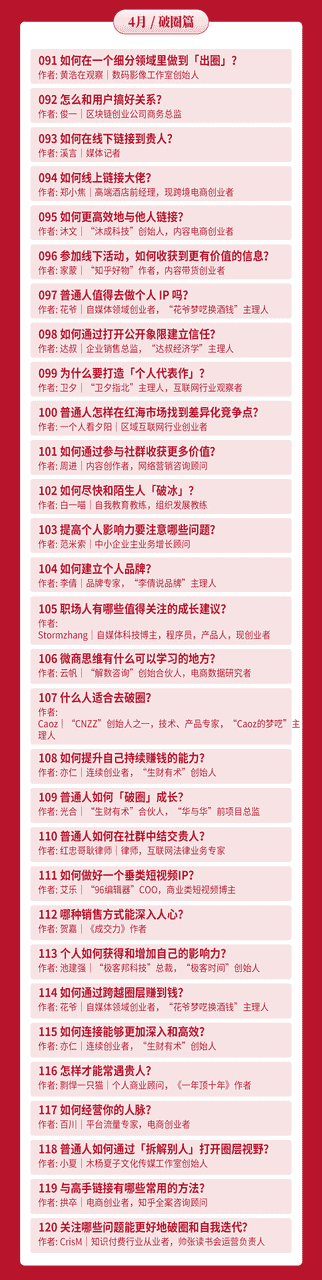 4月 / 破圈篇
091 如何在一个细分领域里做到「出圈」？
作者: 黄浩在观察｜数码影像工作室创始人
092 怎么和用户搞好关系？
作者: 俊一｜区块链创业公司商务总监
093 如何在线下链接到贵人？
作者: 溪言｜媒体记者
094 如何线上链接大佬？
作者: 郑小焦｜高端酒店前经理，现跨境电商创业者
095 如何更高效地与他人链接？
作者: 沐文｜“沐成科技”创始人，内容电商创业者
096 参加线下活动，如何收获到更有价值的信息？
作者: 家蒙｜“知乎好物”作者，内容带货创业者
097 普通人值得去做个人 IP 吗？
作者: 花爷｜自媒体领域创业者，“花爷梦呓换酒钱”主理人
098 如何通过打开公开象限建立信任？
作者: 达叔｜企业销售总监，“达叔经济学”主理人
099 为什么要打造「个人代表作」？
作者: 卫夕｜“卫夕指北”主理人，互联网行业观察者
100 普通人怎样在红海市场找到差异化竞争点？
作者: 一个人看夕阳｜区域互联网行业创业者
101 如何通过参与社群收获更多价值？
作者: 周进｜内容创作者，网络营销咨询顾问
102 如何尽快和陌生人「破冰」？
作者: 白一喵｜自我教育教练，组织发展教练
103 提高个人影响力要注意哪些问题？
作者: 范米索｜中小企业主业务增长顾问
104 如何建立个人品牌？
作者: 李倩｜品牌专家，“李倩说品牌”主理人
105 职场人有哪些值得关注的成长建议？
作者:
Stormzhang｜自媒体科技博主，程序员，产品人，现创业者
106 微商思维有什么可以学习的地方？
作者: 云帆｜“解数咨询”创始合伙人，电商数据研究者
107 什么人适合去破圈？
作者:
Caoz｜“CNZZ”创始人之一，技术、产品专家，“Caoz的梦呓”主
理人
108 如何提升自己持续赚钱的能力？
作者: 亦仁｜连续创业者，“生财有术”创始人
109 普通人如何「破圈」成长？
作者: 光合｜“生财有术”合伙人，“华与华”前项目总监
110 普通人如何在社群中结交贵人？
作者: 红忠哥耿律师｜律师，互联网法律业务专家
111 如何做好一个垂类短视频IP？
作者: 艾乐｜“96编辑器”COO，商业类短视频博主
112 哪种销售方式能深入人心？
作者: 贺嘉｜《成交力》作者
113 个人如何获得和增加自己的影响力？
作者: 池建强｜“极客邦科技”总裁，“极客时间”创始人
114 如何通过跨越圈层赚到钱？
作者: 花爷｜自媒体领域创业者，“花爷梦呓换酒钱”主理人
115 如何连接能够更加深入和高效？
作者: 亦仁｜连续创业者，“生财有术”创始人
116 怎样才能常遇贵人？
作者: 剽悍一只猫｜个人商业顾问，《一年顶十年》作者
117 如何经营你的人脉？
作者: 百川｜平台流量专家，电商创业者
118 普通人如何通过「拆解别人」打开圈层视野？
作者: 小夏｜木杨夏子文化传媒工作室创始人
119 与高手链接有哪些常用的方法？
作者: 拱卒｜电商创业者，知乎全案咨询顾问
120 关注哪些问题能更好地破圈和自我迭代？
作者: CrisM｜知识付费行业从业者，帅张读书会运营负责人